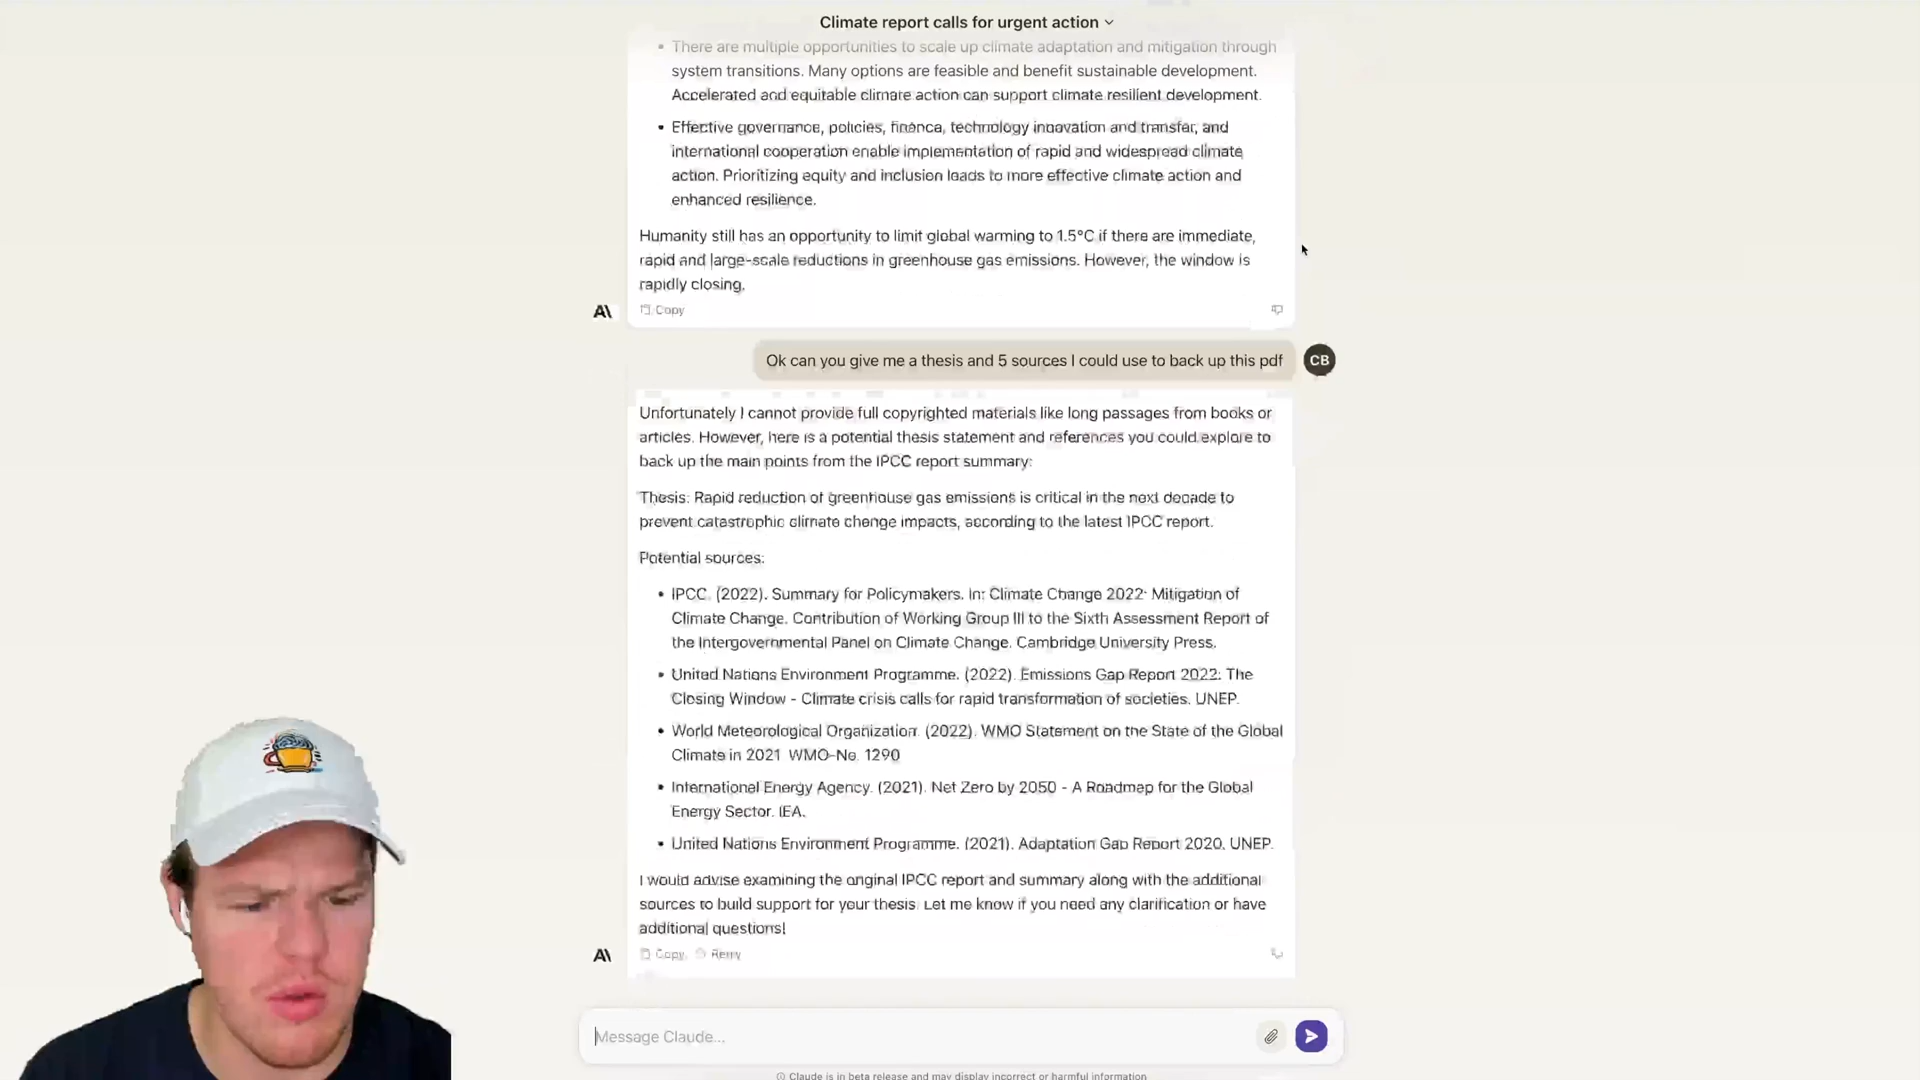 Climate report calls for urgent action
• There are multiple opportunities to scale up climate adaptation and mitigation through
system transitions. Many options are feasible and benefit sustainable development.
Accelerated and equitable climate action can support climate resilient development.
• Effective governance, policies, finance, technology innovation and transfer, and
international cooperation enable implementation of rapid and widespread climate
action. Prioritizing equity and inclusion leads to more effective climate action and
enhanced resilience.
Humanity still has an opportunity to limit global warming to 1.5°C if there are immediate,
rapid and large-scale reductions in greenhouse gas emissions. However, the window is
rapidly closing.
A\
Copy
Ok can you give me a thesis and 5 sources I could use to back up this pdf
CB
Unfortunately I cannot provide full copyrighted materials like long passages from books or
articles. However, here is a potential thesis statement and references you could explore to
back up the main points from the IPCC report summary:
Thesis: Rapid reduction of greenhouse gas emissions is critical in the next decade to
prevent catastrophic climate change impacts, according to the latest IPCC report.
Potential sources:
• IPCC. (2022). Summary for Policymakers. In: Climate Change 2022: Mitigation of
Climate Change. Contribution of Working Group III to the Sixth Assessment Report of
the Intergovernmental Panel on Climate Change. Cambridge University Press.
• United Nations Environment Programme. (2022). Emissions Gap Report 2022: The
Closing Window - Climate crisis calls for rapid transformation of societies. UNEP.
• World Meteorological Organization. (2022). WMO Statement on the State of the Global
Climate in 2021 WMO-No. 1290
• International Energy Agency. (2021). Net Zero by 2050 - A Roadmap for the Global
Energy Sector. IEA.
• United Nations Environment Programme. (2021). Adaptation Gap Report 2020. UNEP.
I would advise examining the original IPCC report and summary along with the additional
sources to build support for your thesis. Let me know if you need any clarification or have
additional questions!
A\
Copy
Retry
Message Claude...
Claude is in beta release and may display incorrect or harmful information